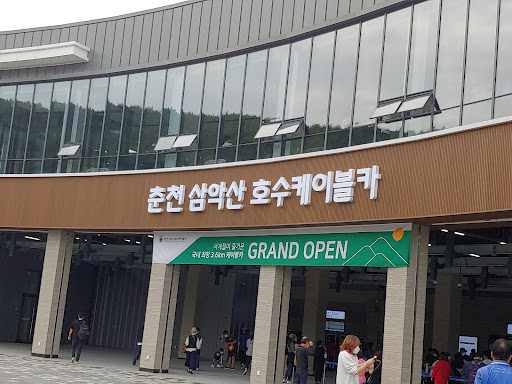 춘천 삼악산 호수케이블카
사계절이 즐거운
국내 최장 3.6km 케이블카
GRAND OPEN